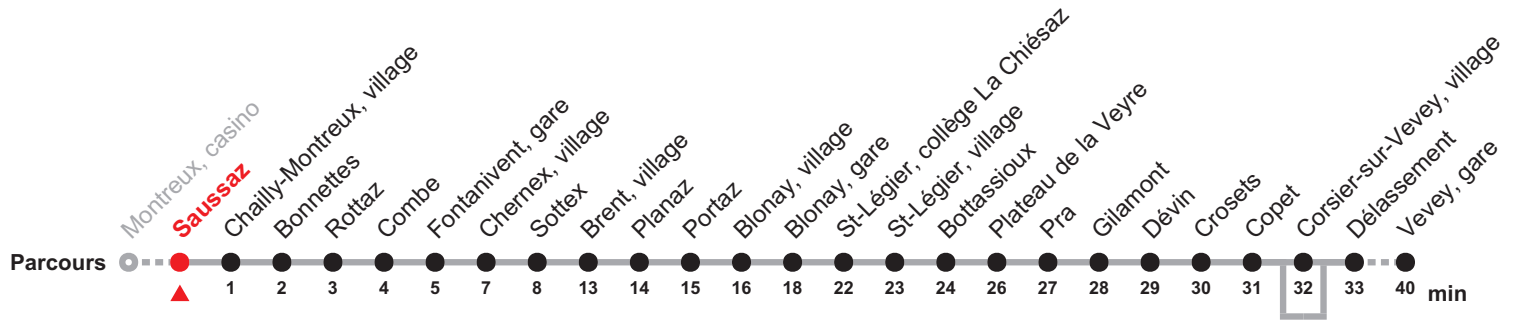 Montreux, casino
Saussaz
Chailly-Montreux, village
Bonnettes
Rottaz
Combe
Fontanivent, gare
Chernex, village
Sottex
Brent, village
Planaz
Portaz
Blonay, village
Blonay, gare
St-Légier, collège La Chiésaz
St-Légier, village
Bottassioux
Plateau de la Veyre
Pra
Gilamont
Dévin
Crosets
Copet
Corsier-sur-Vevey, village
Délassement
Vevey, gare
Parcours
1 2 3 4 5 7 8 13 14 15 16 18 22 23 24 26 27 28 29 30 31 32 33 40 min